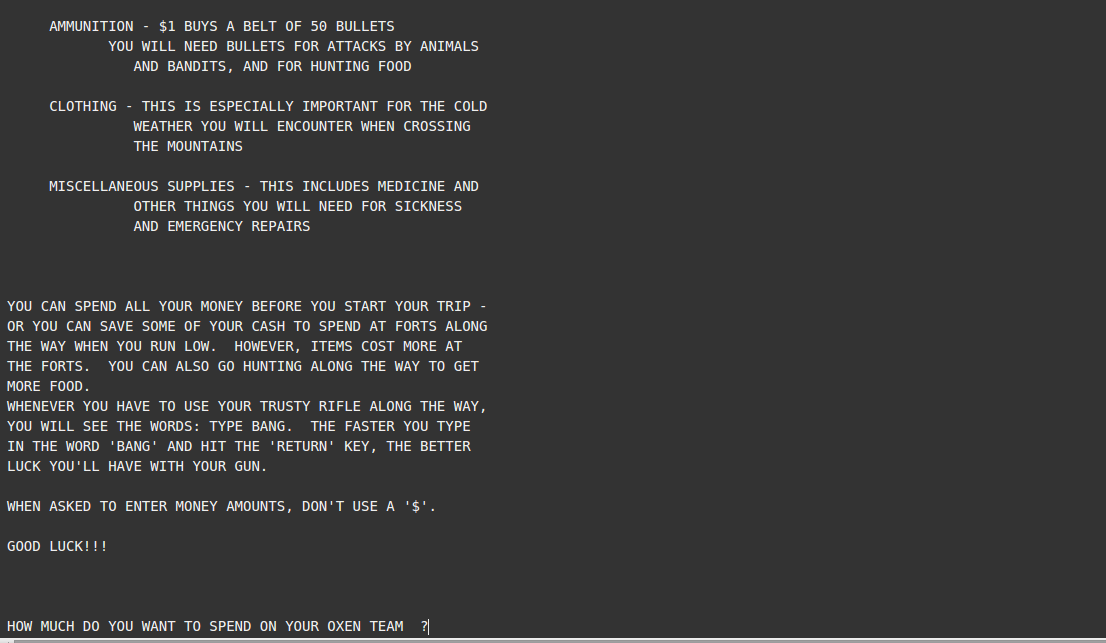 AMMUNITION - $1 BUYS A BELT OF 50 BULLETS
YOU WILL NEED BULLETS FOR ATTACKS BY ANIMALS
AND BANDITS, AND FOR HUNTING FOOD
CLOTHING - THIS IS ESPECIALLY IMPORTANT FOR THE COLD
WEATHER YOU WILL ENCOUNTER WHEN CROSSING
THE MOUNTAINS
MISCELLANEOUS SUPPLIES - THIS INCLUDES MEDICINE AND
OTHER THINGS YOU WILL NEED FOR SICKNESS
AND EMERGENCY REPAIRS
YOU CAN SPEND ALL YOUR MONEY BEFORE YOU START YOUR TRIP -
OR YOU CAN SAVE SOME OF YOUR CASH TO SPEND AT FORTS ALONG
THE WAY WHEN YOU RUN LOW.  HOWEVER, ITEMS COST MORE AT
THE FORTS.  YOU CAN ALSO GO HUNTING ALONG THE WAY TO GET
MORE FOOD.
WHENEVER YOU HAVE TO USE YOUR TRUSTY RIFLE ALONG THE WAY,
YOU WILL SEE THE WORDS: TYPE BANG.  THE FASTER YOU TYPE
IN THE WORD 'BANG' AND HIT THE 'RETURN' KEY, THE BETTER
LUCK YOU'LL HAVE WITH YOUR GUN.
WHEN ASKED TO ENTER MONEY AMOUNTS, DON'T USE A '$'.
GOOD LUCK!!!
HOW MUCH DO YOU WANT TO SPEND ON YOUR OXEN TEAM  ?